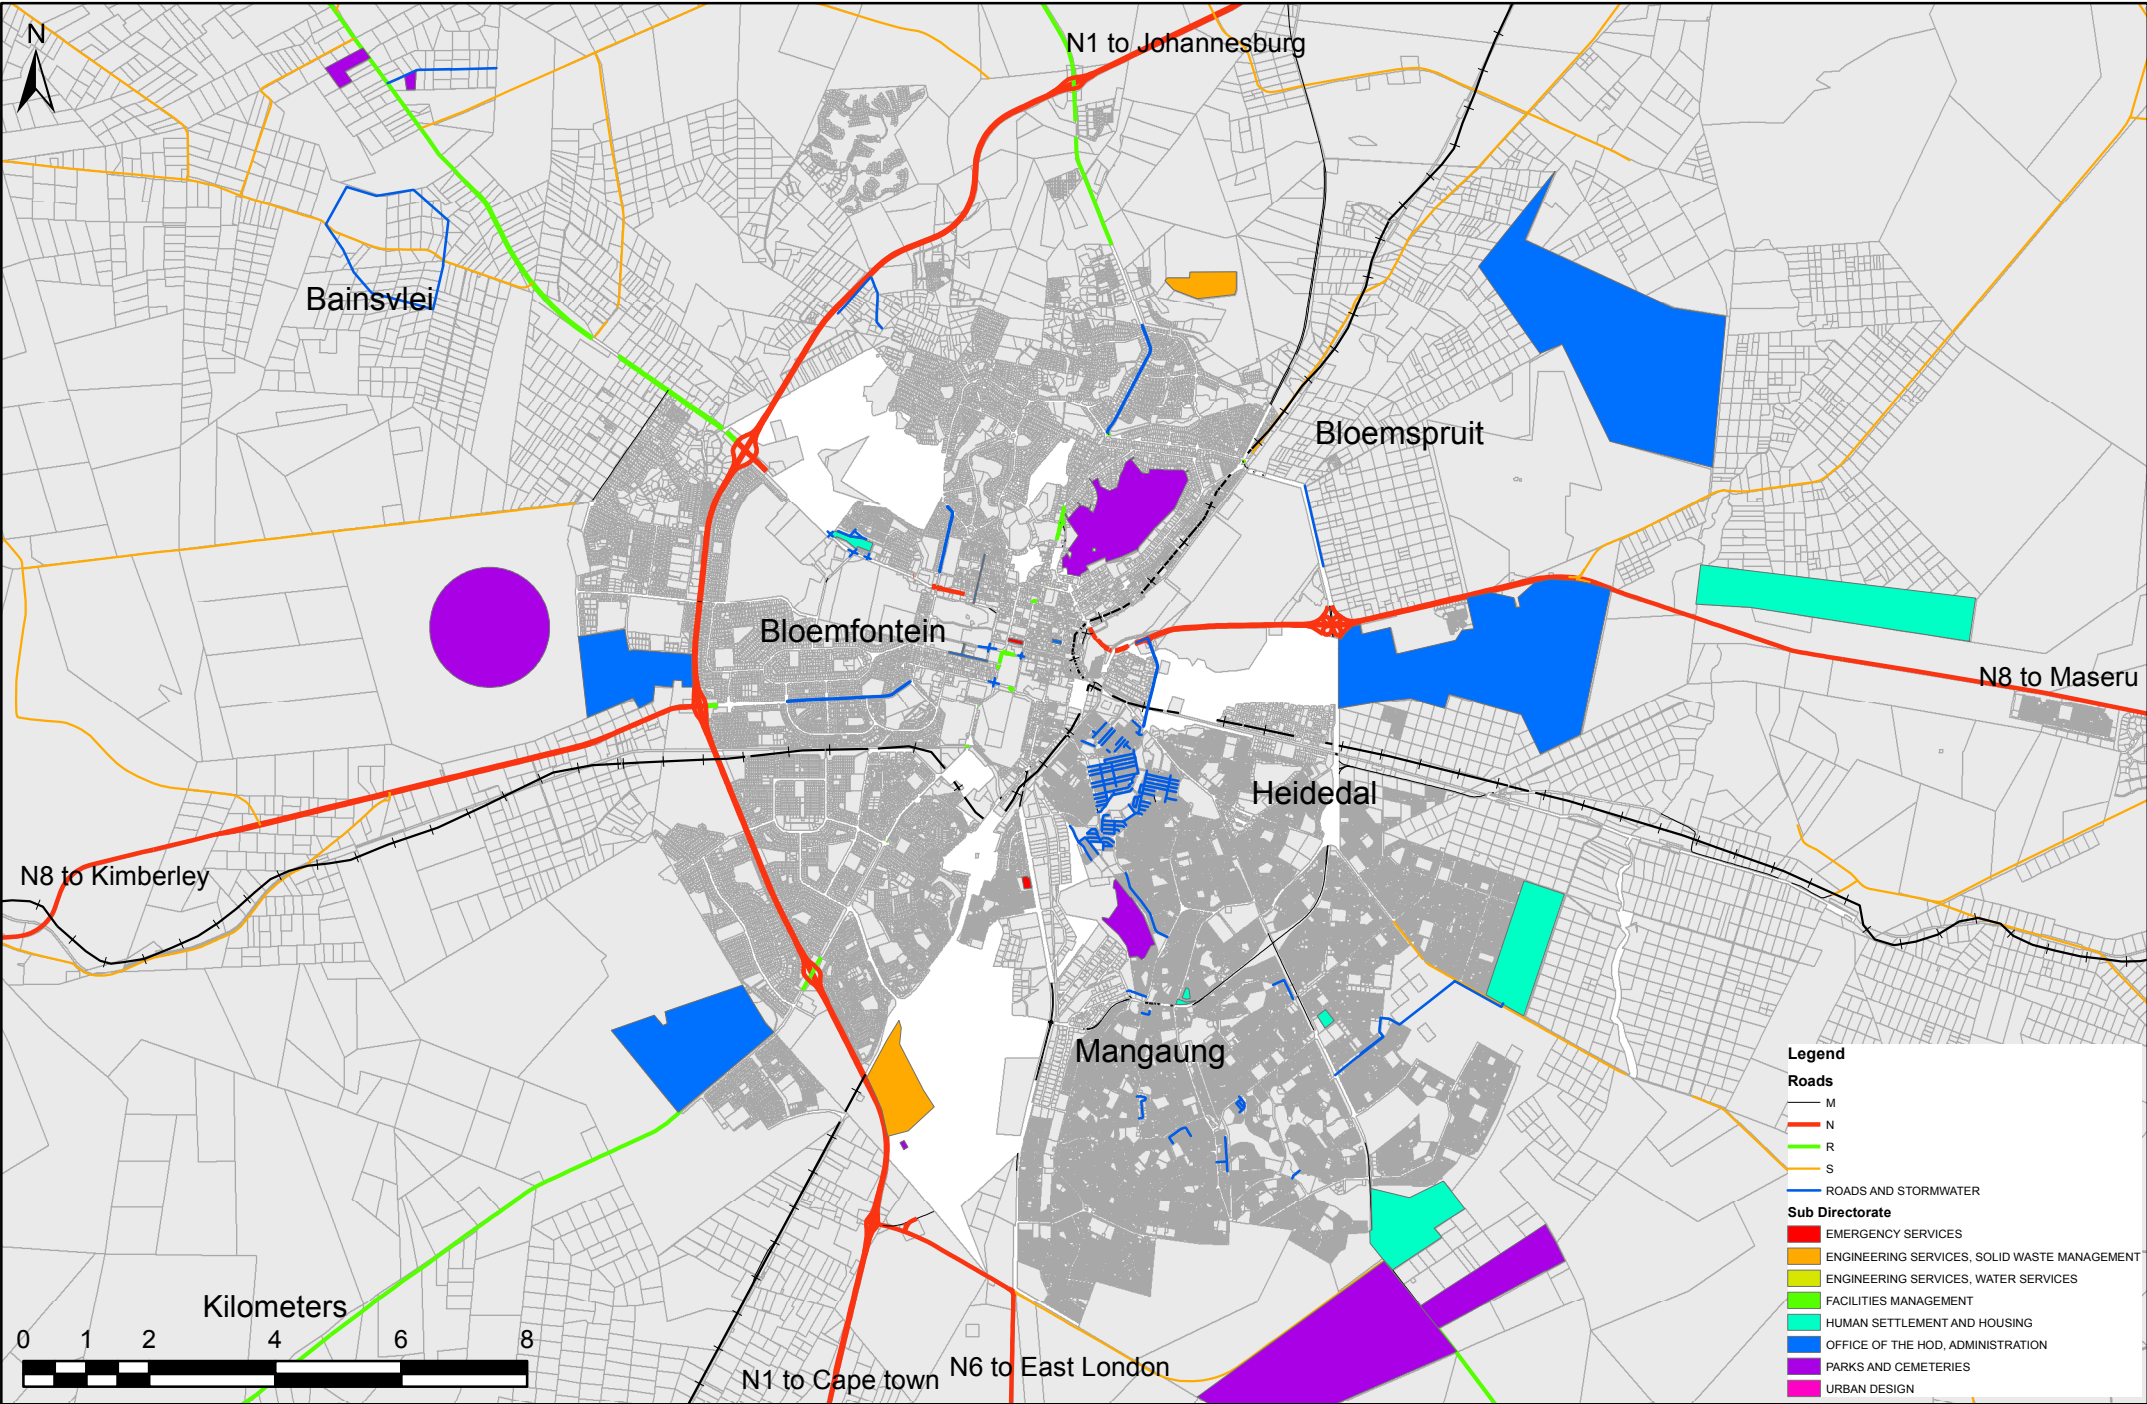 N
N1 to Johannesburg
Bainsvlei
Bloemspruit
Bloemfontein
N8 to Maseru
Heidedal
N8 to Kimberley
Mangaung
Kilometers
0 1 2 4 6 8
N1 to Cape town
N6 to East London
Legend
Roads
M
N
R
S
ROADS AND STORMWATER
Sub Directorate
EMERGENCY SERVICES
ENGINEERING SERVICES, SOLID WASTE MANAGEMENT
ENGINEERING SERVICES, WATER SERVICES
FACILITIES MANAGEMENT
HUMAN SETTLEMENT AND HOUSING
OFFICE OF THE HOD, ADMINISTRATION
PARKS AND CEMETERIES
URBAN DESIGN